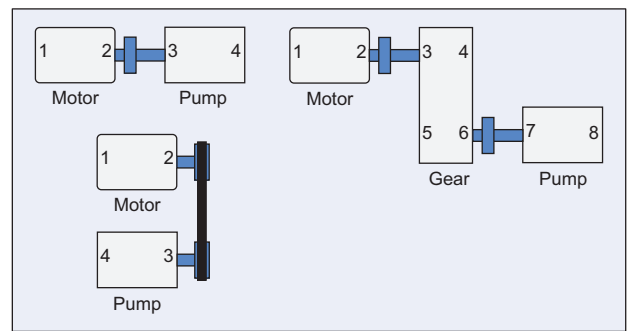 1 2 3 4
Motor Pump
1 2 3 4
Motor
5 6 7 8
Gear Pump
1 2
Motor
4 3
Pump